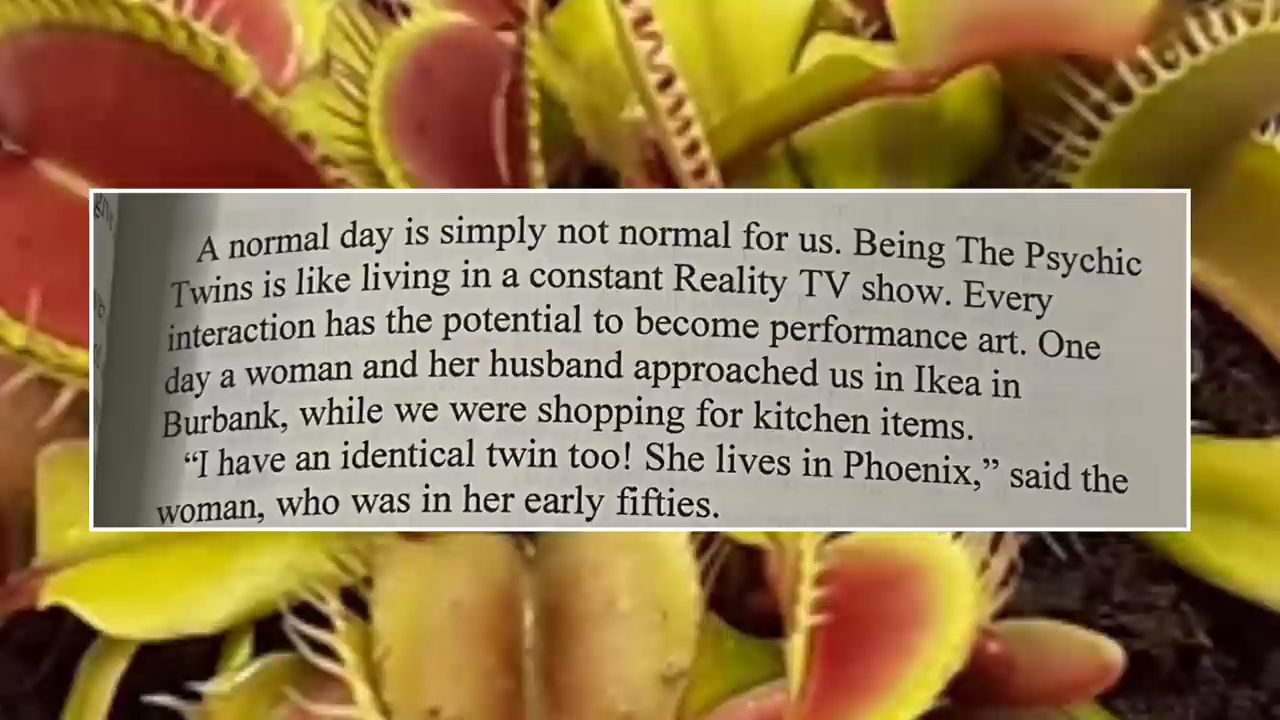 A normal day is simply not normal for us. Being The Psychic
Twins is like living in a constant Reality TV show. Every
interaction has the potential to become performance art. One
day a woman and her husband approached us in Ikea in
Burbank, while we were shopping for kitchen items.
“I have an identical twin too! She lives in Phoenix,” said the
woman, who was in her early fifties.